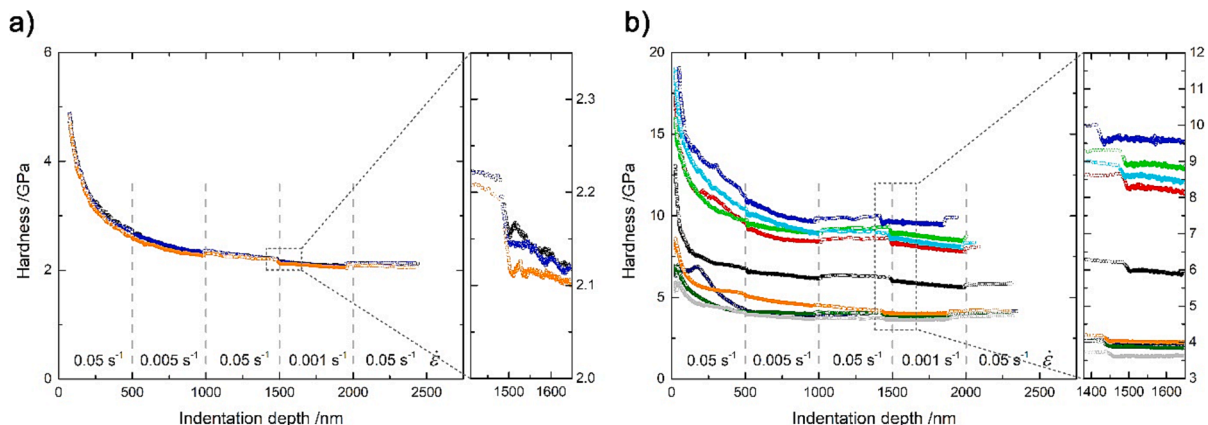 a)
6
4
2
0
Hardness /GPa
0.05 s-1 0.005 s-1 0.05 s-1 0.001 s-1 0.05 s-1 ε̇
0 500 1000 1500 2000 2500
Indentation depth /nm
2.3
2.2
2.1
2.0
1500 1600
b)
20
15
10
5
0
Hardness /GPa
0.05 s-1 0.005 s-1 0.05 s-1 0.001 s-1 0.05 s-1 ε̇
0 500 1000 1500 2000
Indentation depth /nm
12
11
10
9
8
7
6
5
4
3
1400 1500 1600